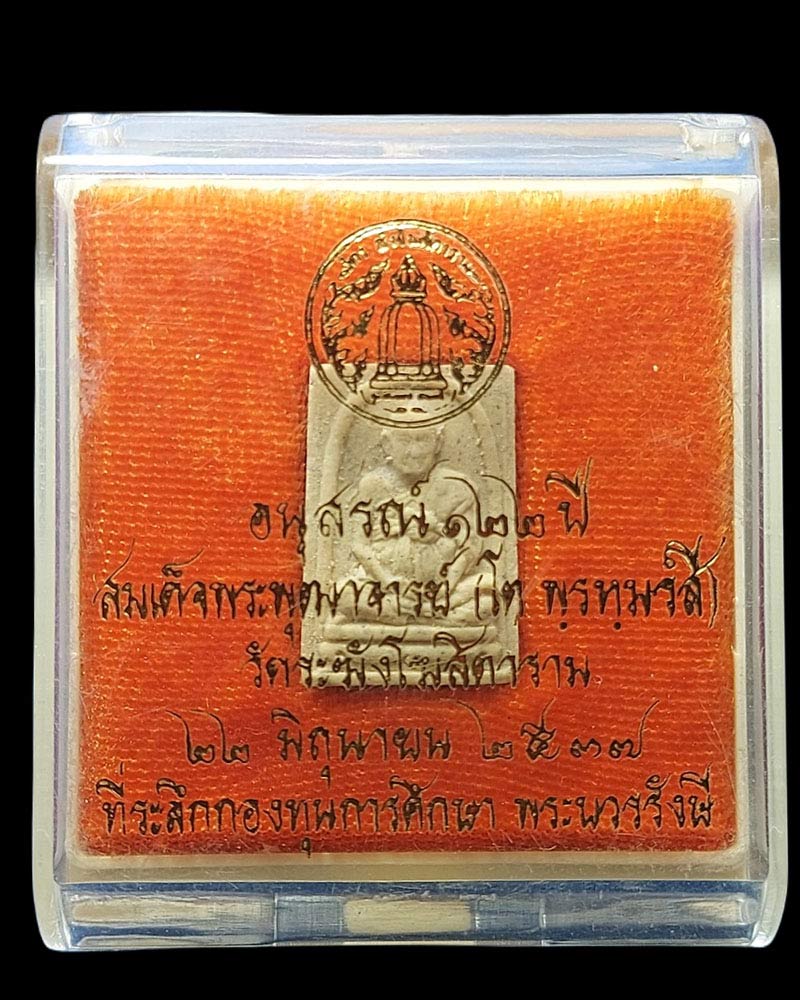 อนุสรณ์ ๑๒๒ ปี
สมเด็จพระพุฒาจารย์ (โต พฺรหฺมรํสี)
วัดระฆังโฆสิตาราม
๒๒ มิถุนายน ๒๕๓๗
ที่ระลึกกองทุนการศึกษา พระนวรรังษี